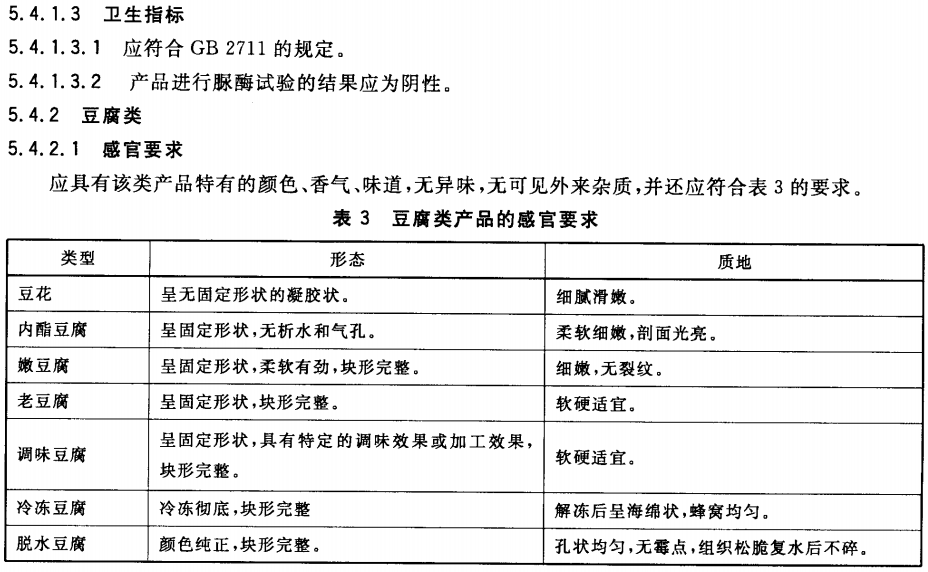 5.4.1.3 卫生指标
5.4.1.3.1 应符合 GB 2711 的规定。
5.4.1.3.2 产品进行脲酶试验的结果应为阴性。
5.4.2 豆腐类
5.4.2.1 感官要求
应具有该类产品特有的颜色、香气、味道,无异味,无可见外来杂质,并还应符合表 3 的要求。
表 3 豆腐类产品的感官要求
类型 形态 质地
豆花 呈无固定形状的凝胶状。 细腻滑嫩。
内酯豆腐 呈固定形状,无析水和气孔。 柔软细嫩,剖面光亮。
嫩豆腐 呈固定形状,柔软有劲,块形完整。 细嫩,无裂纹。
老豆腐 呈固定形状,块形完整。 软硬适宜。
调味豆腐 呈固定形状,具有特定的调味效果或加工效果,
块形完整。 软硬适宜。
冷冻豆腐 冷冻彻底,块形完整 解冻后呈海绵状,蜂窝均匀。
脱水豆腐 颜色纯正,块形完整。 孔状均匀,无霉点,组织松脆复水后不碎。